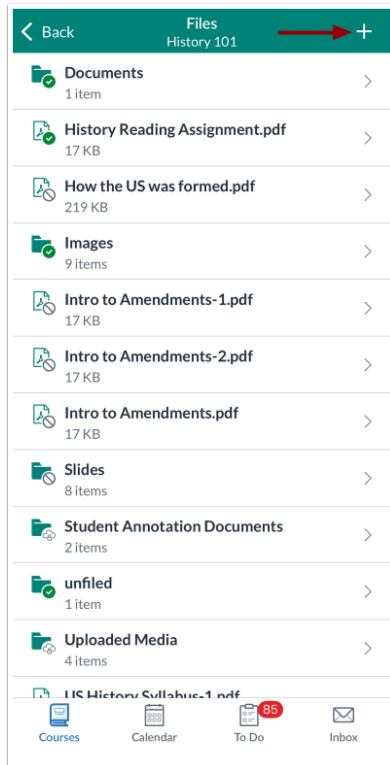 Back
Files
History 101
Documents
1 item
History Reading Assignment.pdf
17 KB
How the US was formed.pdf
219 KB
Images
9 items
Intro to Amendments-1.pdf
17 KB
Intro to Amendments-2.pdf
17 KB
Intro to Amendments.pdf
17 KB
Slides
8 items
Student Annotation Documents
2 items
unfiled
1 item
Uploaded Media
4 items
US History Syllabus-1.pdf
85
Courses Calendar To Do Inbox